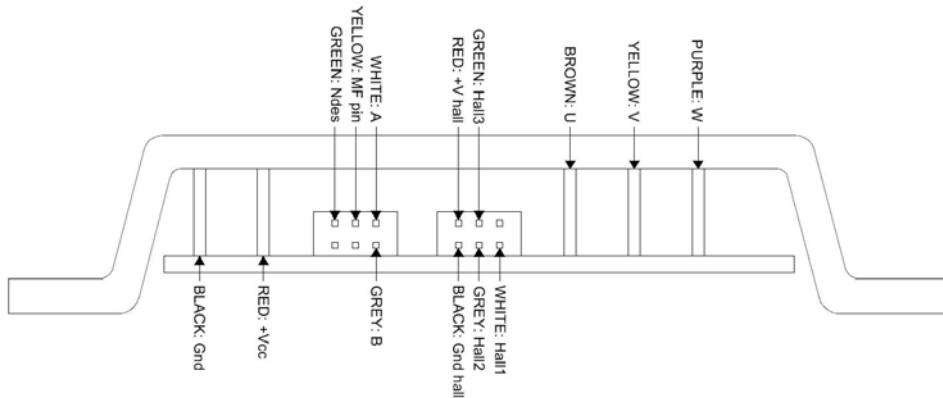 GREEN: Ndes
YELLOW: MF pin
WHITE: A
RED: +V hall
GREEN: Hall3
BROWN: U
YELLOW: V
PURPLE: W
BLACK: Gnd
RED: +Vcc
GREY: B
BLACK: Gnd hall
GREY: Hall2
WHITE: Hall1